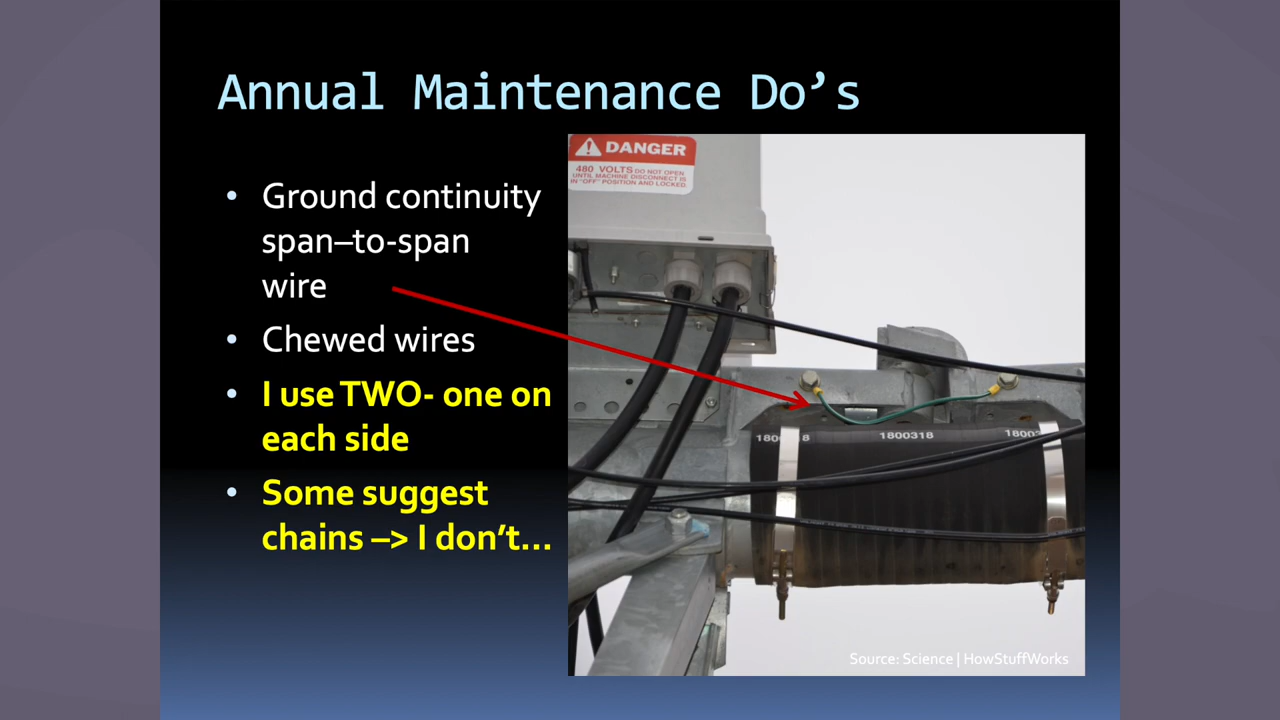 Annual Maintenance Do’s
• Ground continuity
span–to-span
wire
• Chewed wires
• I use TWO- one on
each side
• Some suggest
chains –> I don’t…
DANGER
480 VOLTS DO NOT OPEN
UNTIL MACHINE DISCONNECT IS
IN "OFF" POSITION AND LOCKED.
1800318
1800318
Source: Science | HowStuffWorks